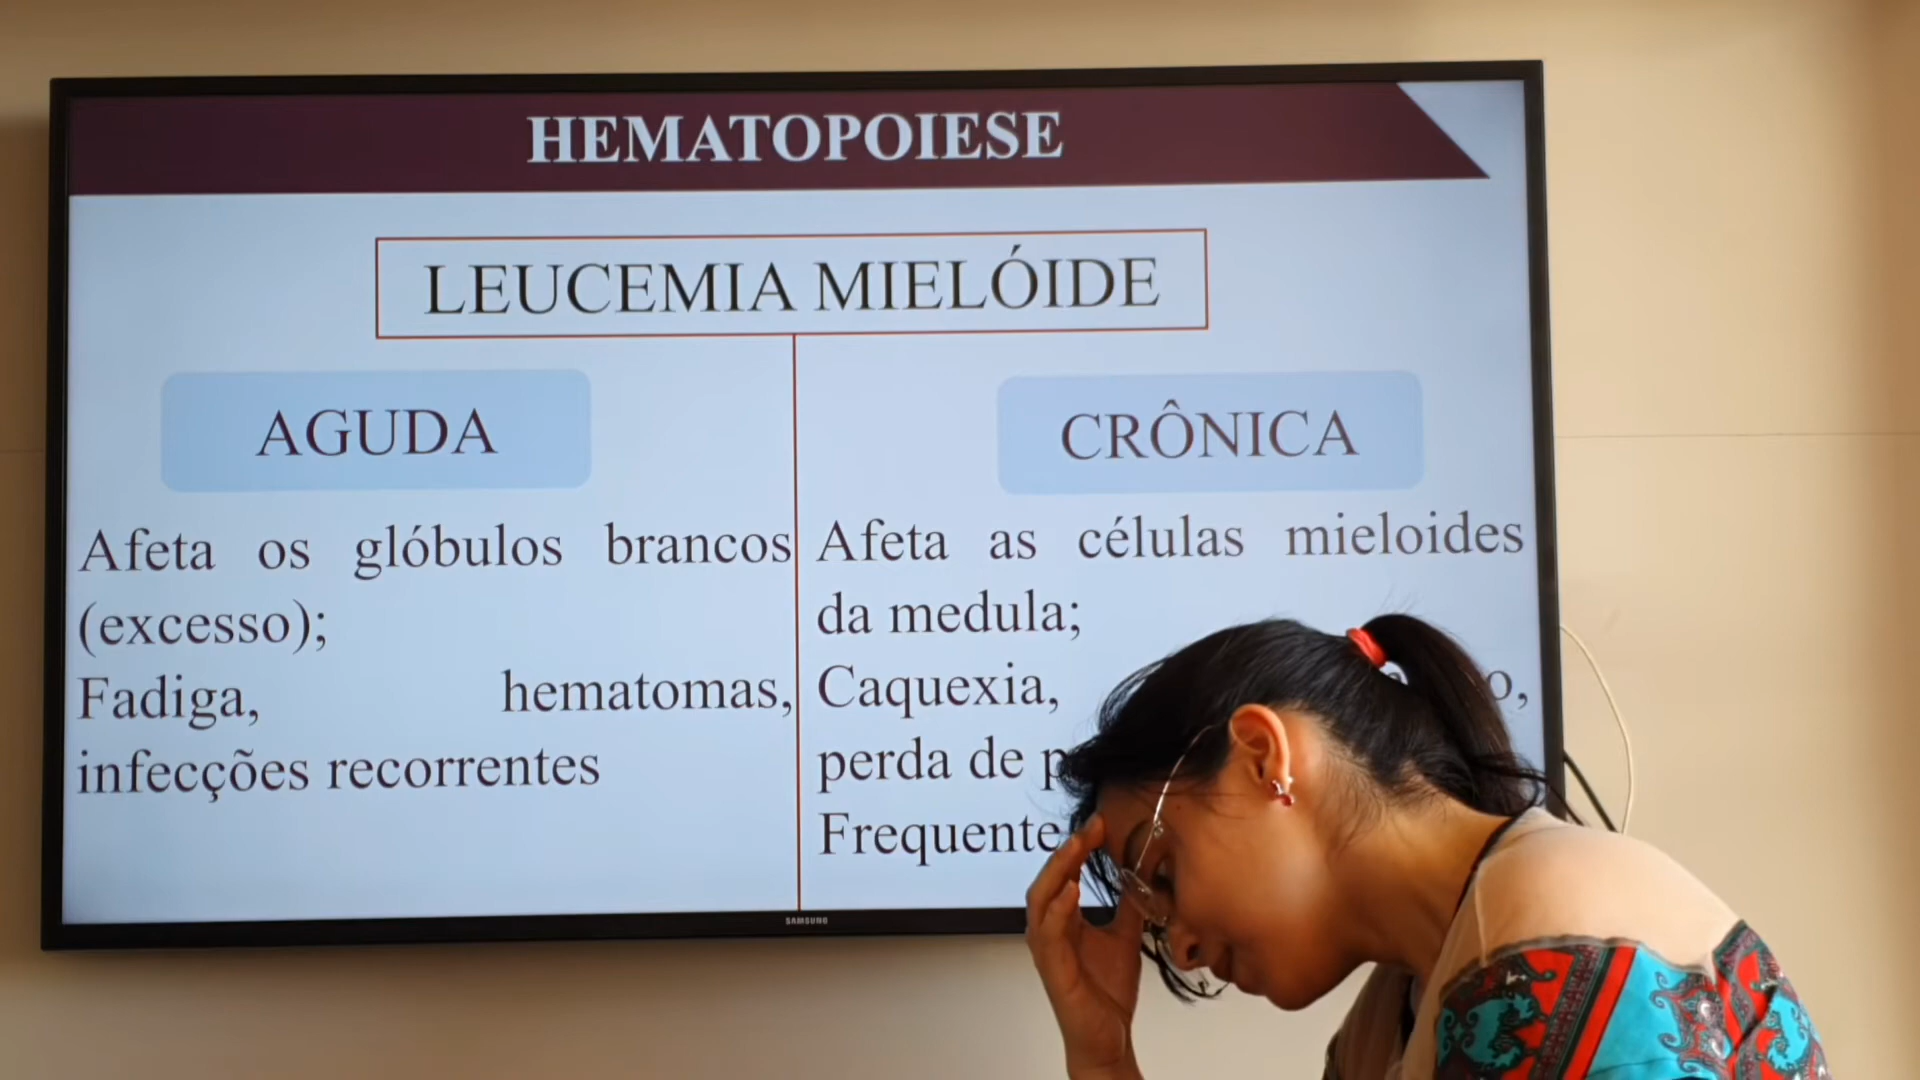 HEMATOPOIESE
LEUCEMIA MIELÓIDE
AGUDA
Afeta os glóbulos brancos
(excesso);
Fadiga, hematomas,
infecções recorrentes
CRÔNICA
Afeta as células mieloides
da medula;
Caquexia,
perda de
Frequente
SAMSUNG